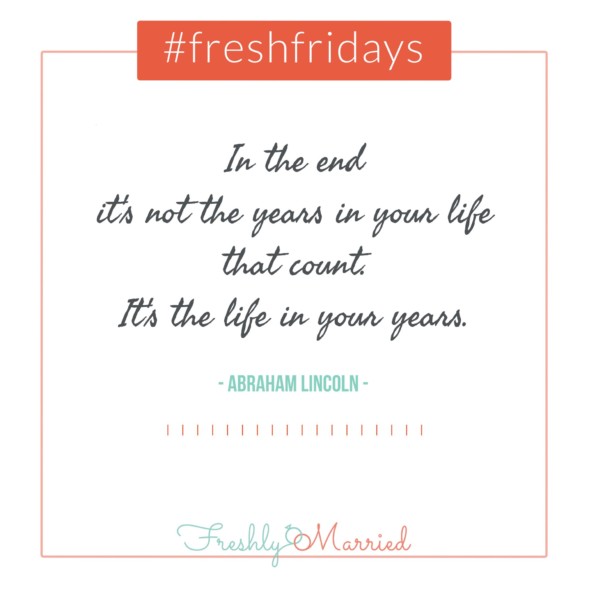 #freshfridays
In the end
it's not the years in your life
that count.
It's the life in your years.
- ABRAHAM LINCOLN -
Freshly Married